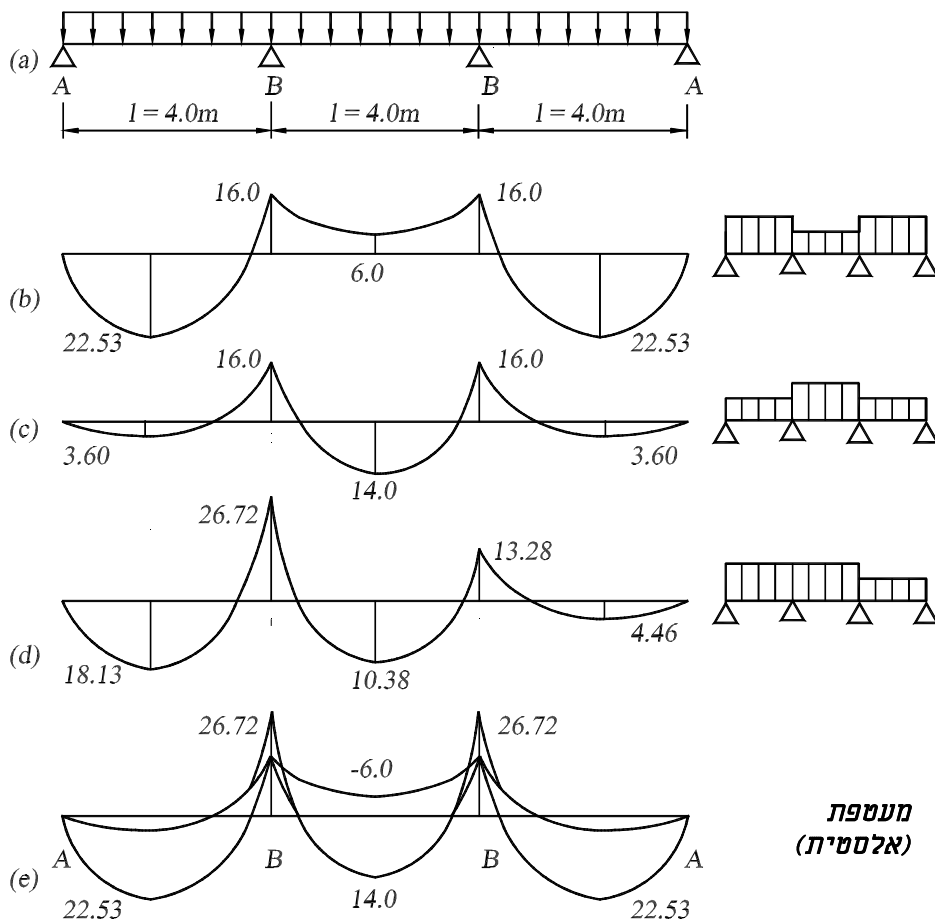 (a)
A B B A
l = 4.0m l = 4.0m l = 4.0m
(b)
16.0 16.0
6.0
22.53 22.53
(c)
16.0 16.0
3.60 14.0 3.60
(d)
26.72 13.28
18.13 10.38 4.46
(e)
26.72 26.72
-6.0
A B B A
22.53 14.0 22.53
מעטפת
(אלסטית)